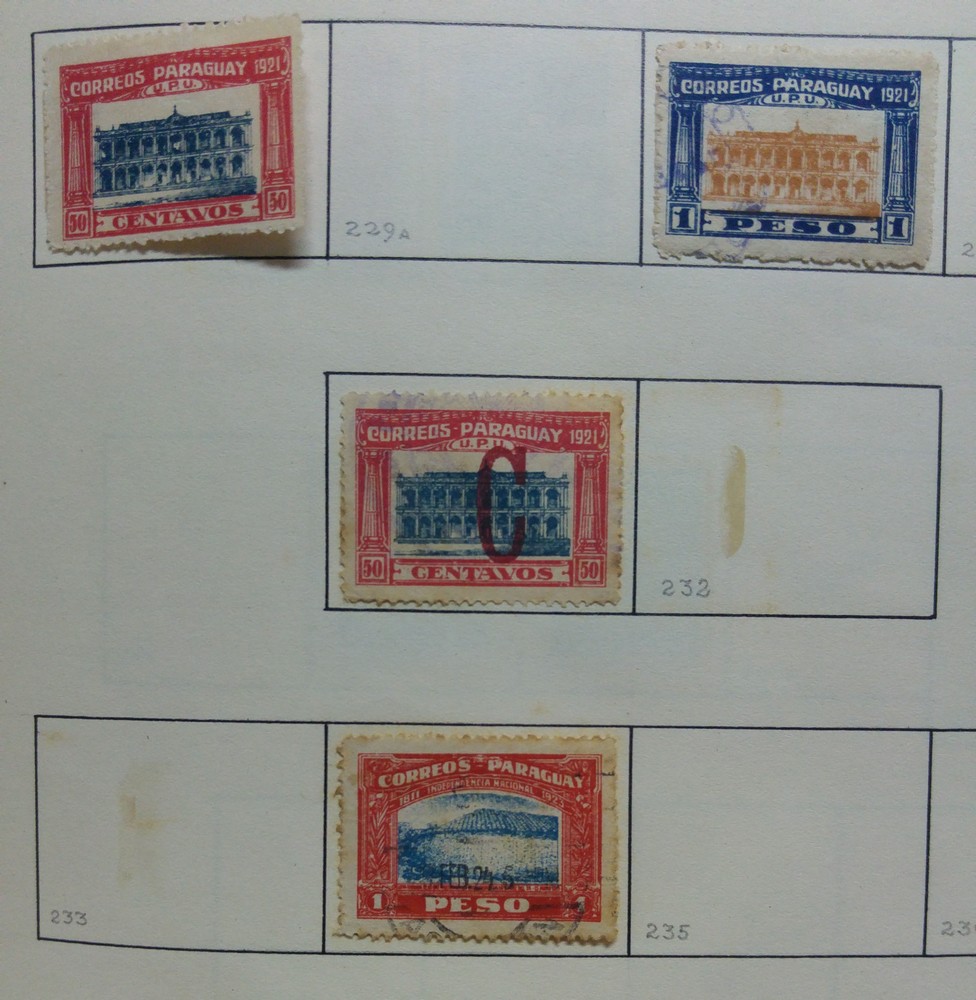 CORREOS PARAGUAY 1921
U.P.U.
50 50
CENTAVOS
229A
CORREOS PARAGUAY 1921
U.P.U.
1 PESO 1
CORREOS PARAGUAY 1921
U.P.U.
C
50 CENTAVOS 50
232
233
CORREOS PARAGUAY
1811 INDEPENDENCIA NACIONAL 1923
FEB.24.5
1 PESO 1
235